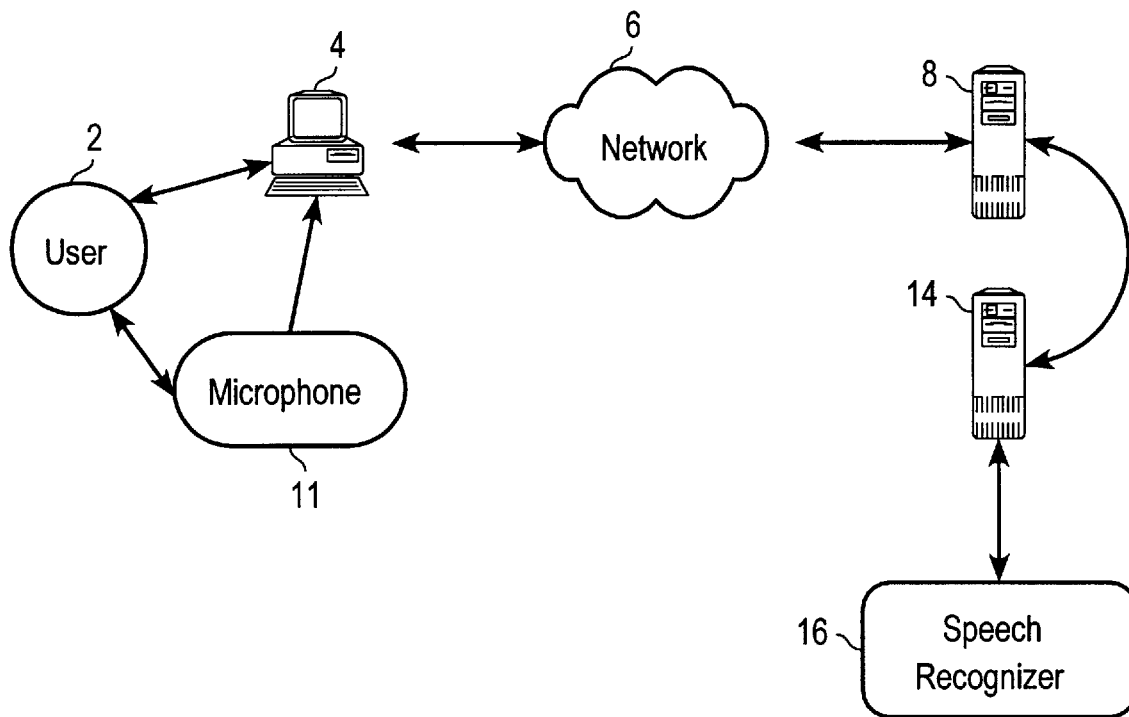 6
4
8
2
Network
User
14
Microphone
11
16
Speech
Recognizer